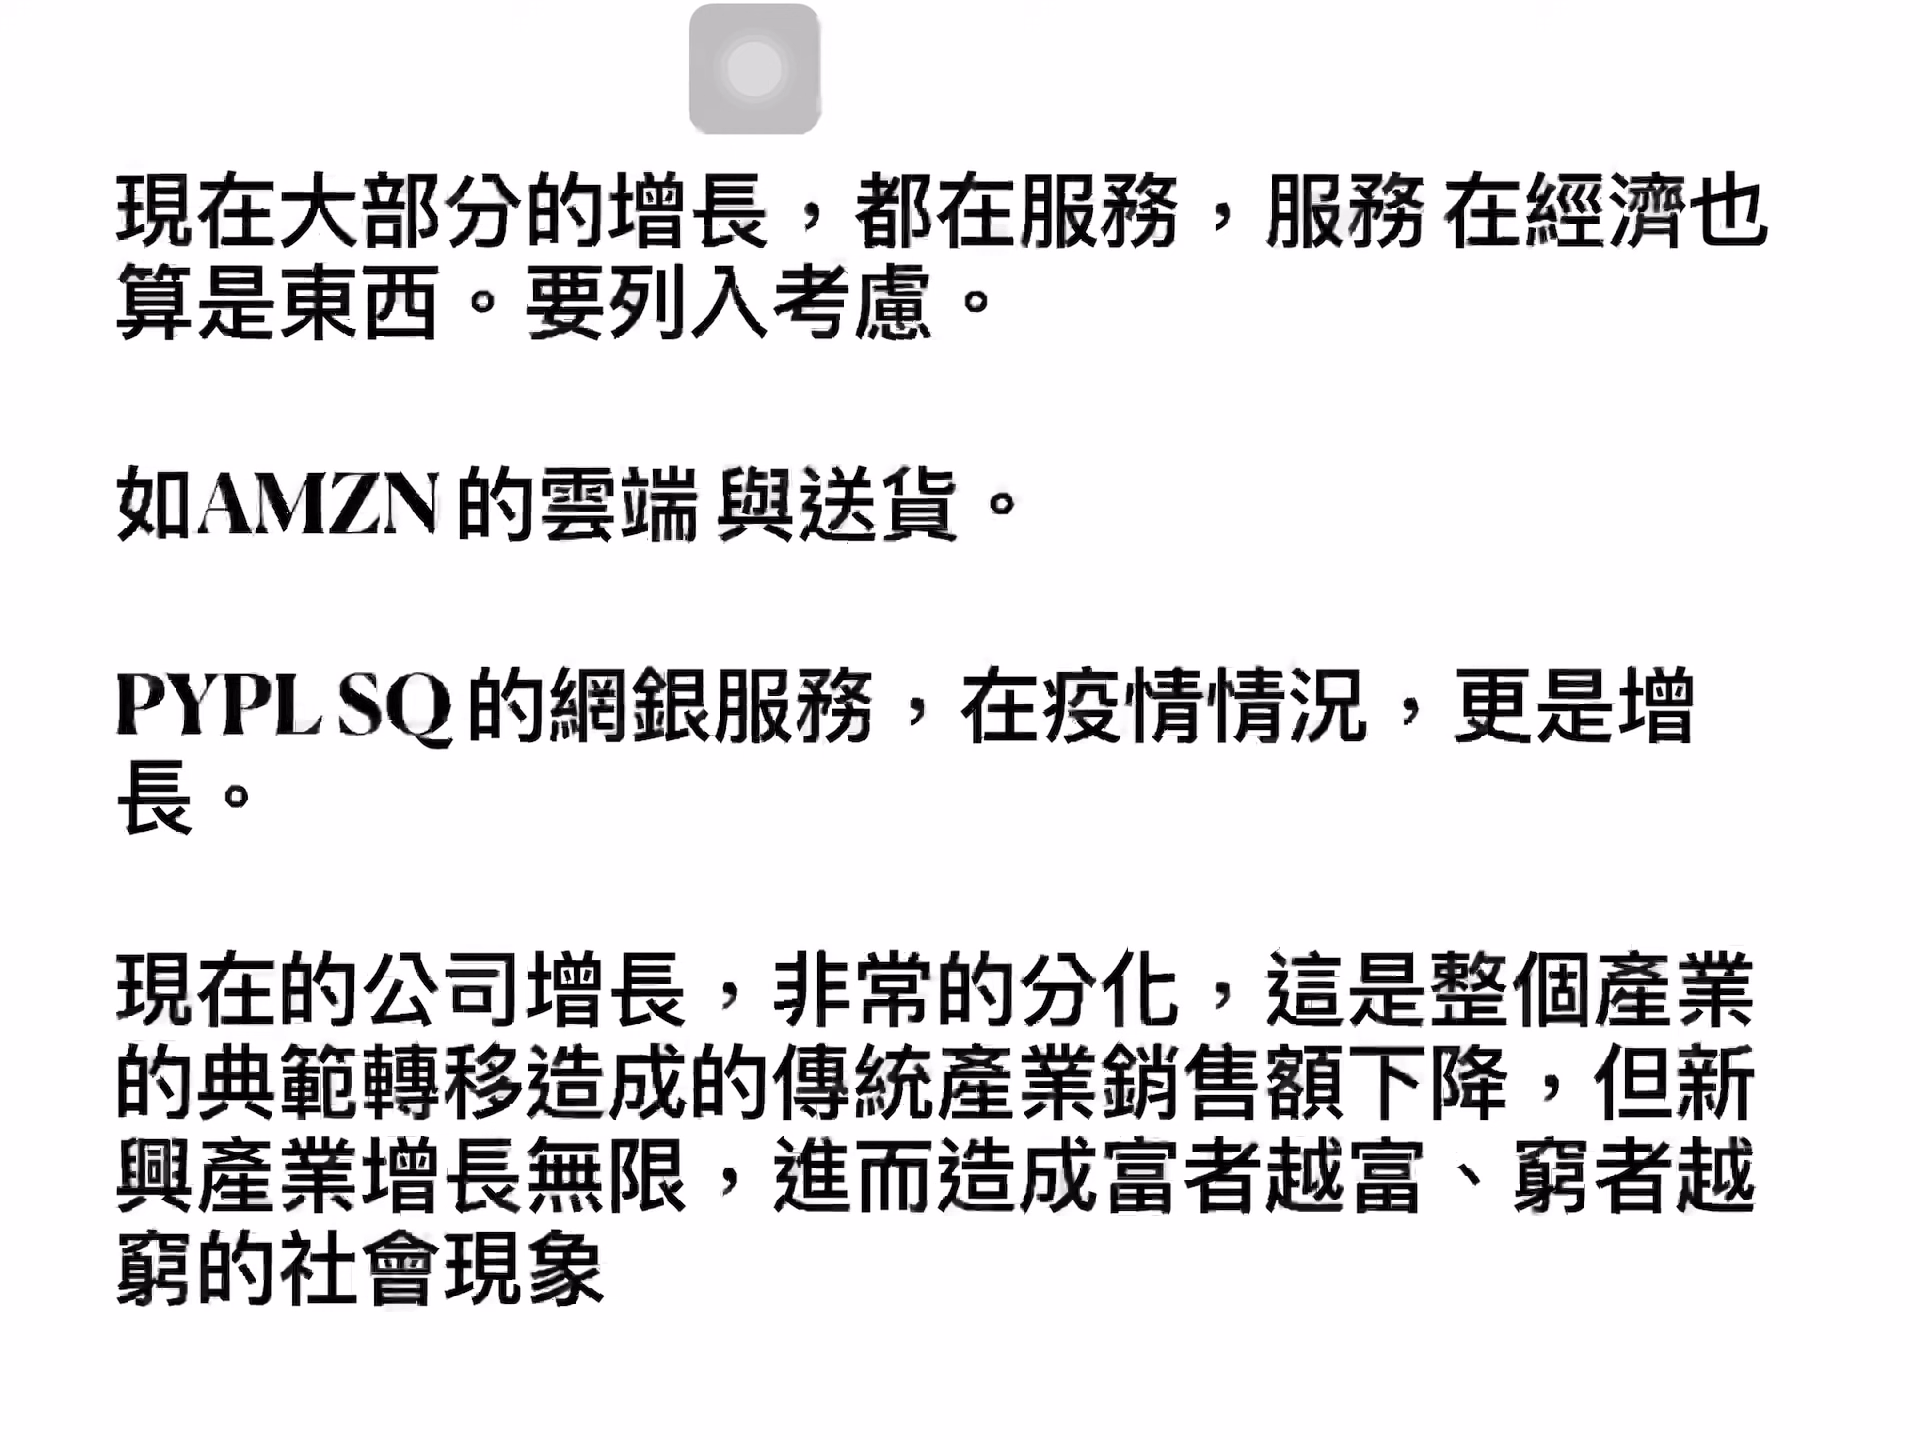 現在大部分的增長，都在服務，服務 在經濟也
算是東西。要列入考慮。
如AMZN 的雲端 與送貨。
PYPL SQ 的網銀服務，在疫情情況，更是增
長。
現在的公司增長，非常的分化，這是整個產業
的典範轉移造成的傳統產業銷售額下降，但新
興產業增長無限，進而造成富者越富、窮者越
窮的社會現象